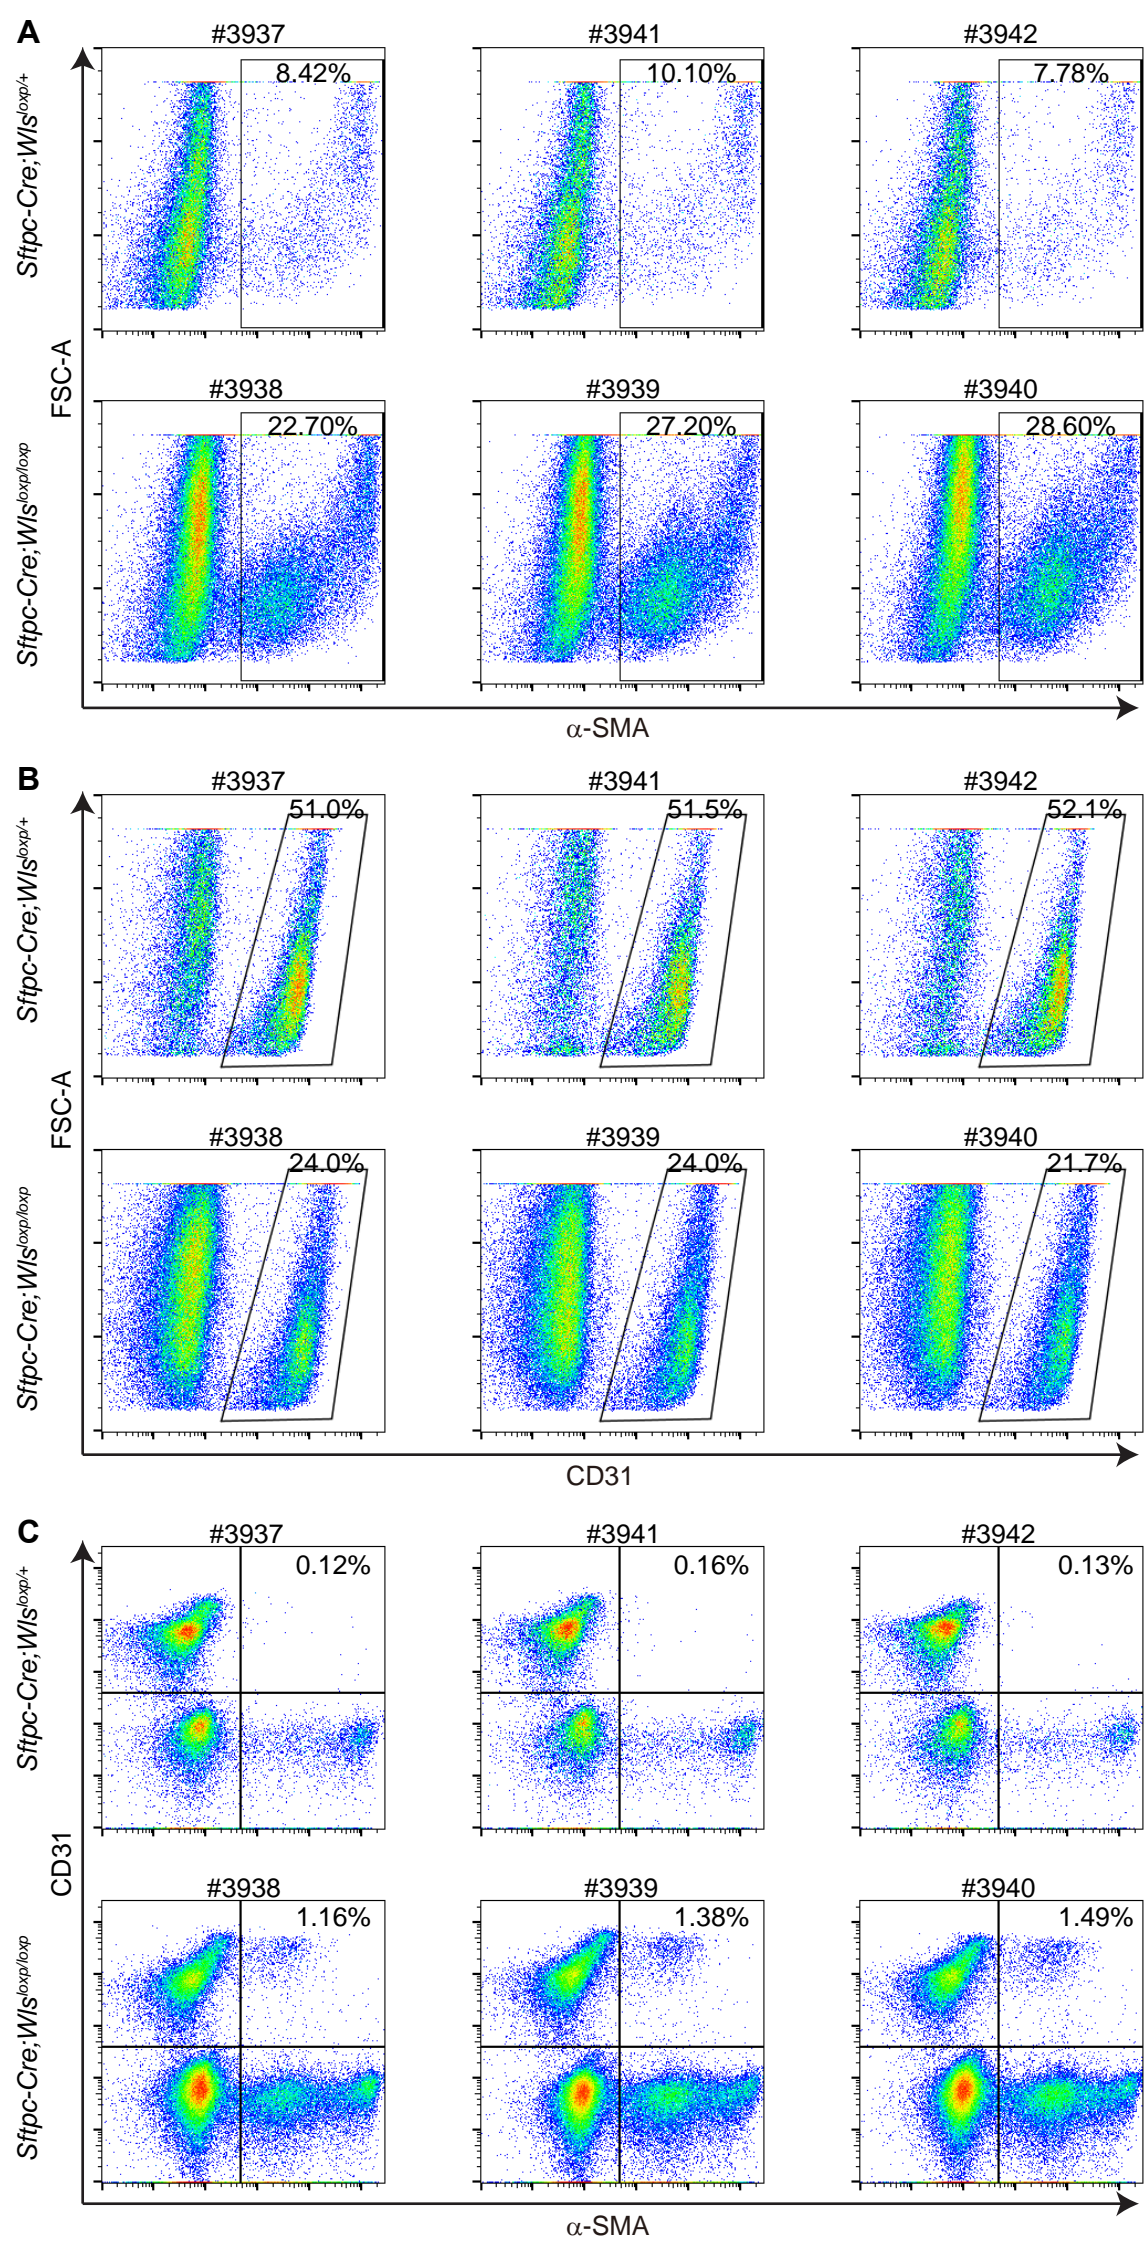 A
#3937 #3941 #3942
8.42% 10.10% 7.78%
Sftpc-Cre;Wls^loxp/+
#3938 #3939 #3940
22.70% 27.20% 28.60%
Sftpc-Cre;Wls^loxp/loxp
FSC-A
α-SMA
B
#3937 #3941 #3942
51.0% 51.5% 52.1%
Sftpc-Cre;Wls^loxp/+
#3938 #3939 #3940
24.0% 24.0% 21.7%
Sftpc-Cre;Wls^loxp/loxp
FSC-A
CD31
C
#3937 #3941 #3942
0.12% 0.16% 0.13%
Sftpc-Cre;Wls^loxp/+
#3938 #3939 #3940
1.16% 1.38% 1.49%
Sftpc-Cre;Wls^loxp/loxp
CD31
α-SMA